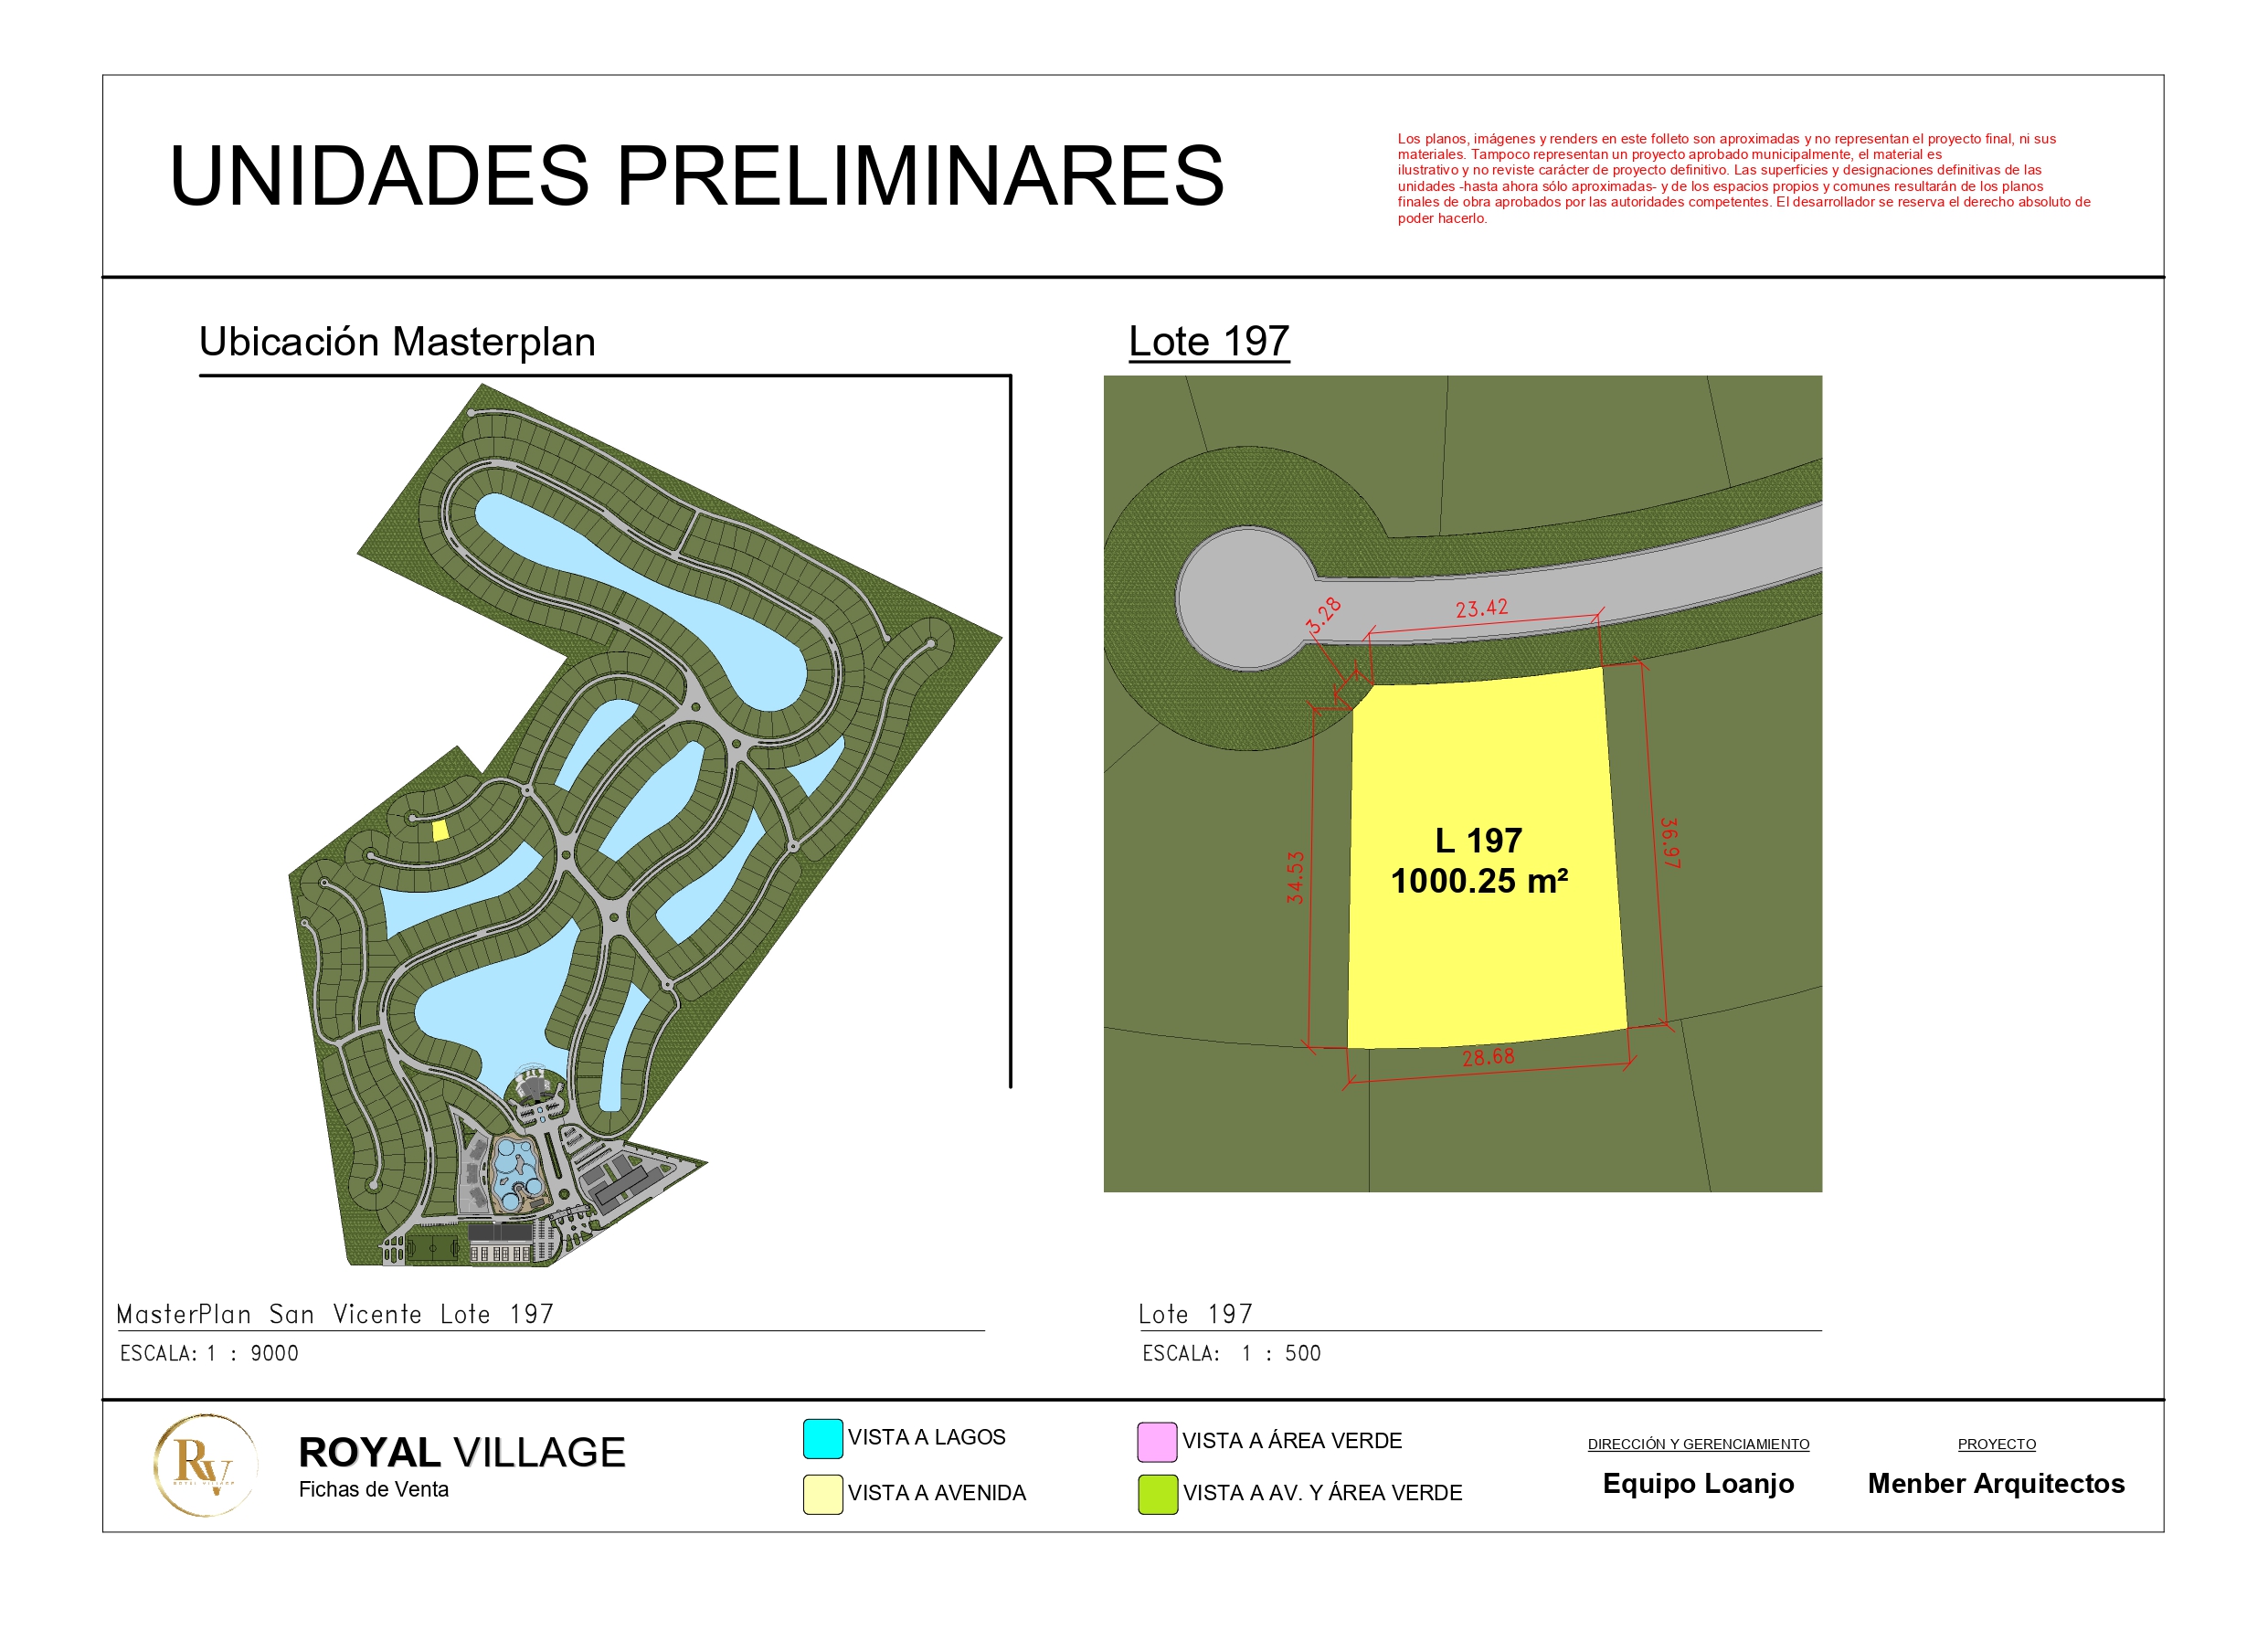 UNIDADES PRELIMINARES
Los planos, imágenes y renders en este folleto son aproximadas y no representan el proyecto final, ni sus
materiales. Tampoco representan un proyecto aprobado municipalmente, el material es
ilustrativo y no reviste carácter de proyecto definitivo. Las superficies y designaciones definitivas de las
unidades -hasta ahora sólo aproximadas- y de los espacios propios y comunes resultarán de los planos
finales de obra aprobados por las autoridades competentes. El desarrollador se reserva el derecho absoluto de
poder hacerlo.
Ubicación Masterplan
Lote 197
3.28
23.42
34.53
36.97
L 197
1000.25 m²
28.68
MasterPlan San Vicente Lote 197
ESCALA: 1 : 9000
Lote 197
ESCALA: 1 : 500
RV
ROYAL VILLAGE
ROYAL VILLAGE
Fichas de Venta
VISTA A LAGOS
VISTA A AVENIDA
VISTA A ÁREA VERDE
VISTA A AV. Y ÁREA VERDE
DIRECCIÓN Y GERENCIAMIENTO
Equipo Loanjo
PROYECTO
Menber Arquitectos